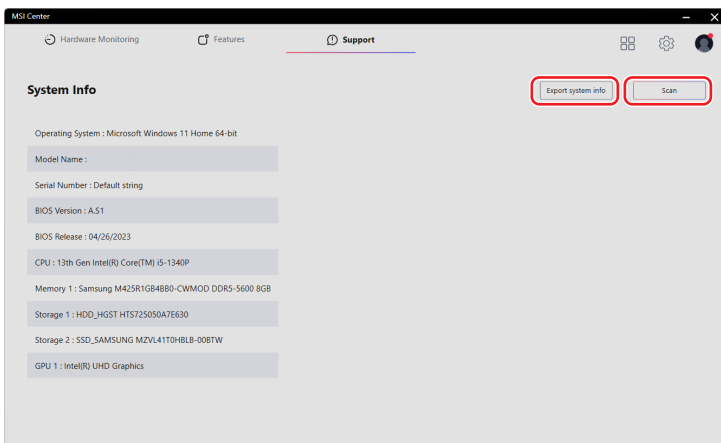 MSI Center
Hardware Monitoring
Features
Support
System Info
Export system info
Scan
Operating System : Microsoft Windows 11 Home 64-bit
Model Name :
Serial Number : Default string
BIOS Version : A.S1
BIOS Release : 04/26/2023
CPU : 13th Gen Intel(R) Core(TM) i5-1340P
Memory 1 : Samsung M425R1GB4BB0-CWMOD DDR5-5600 8GB
Storage 1 : HDD_HGST HTS725050A7E630
Storage 2 : SSD_SAMSUNG MZVL41T0HBLB-00BTW
GPU 1 : Intel(R) UHD Graphics